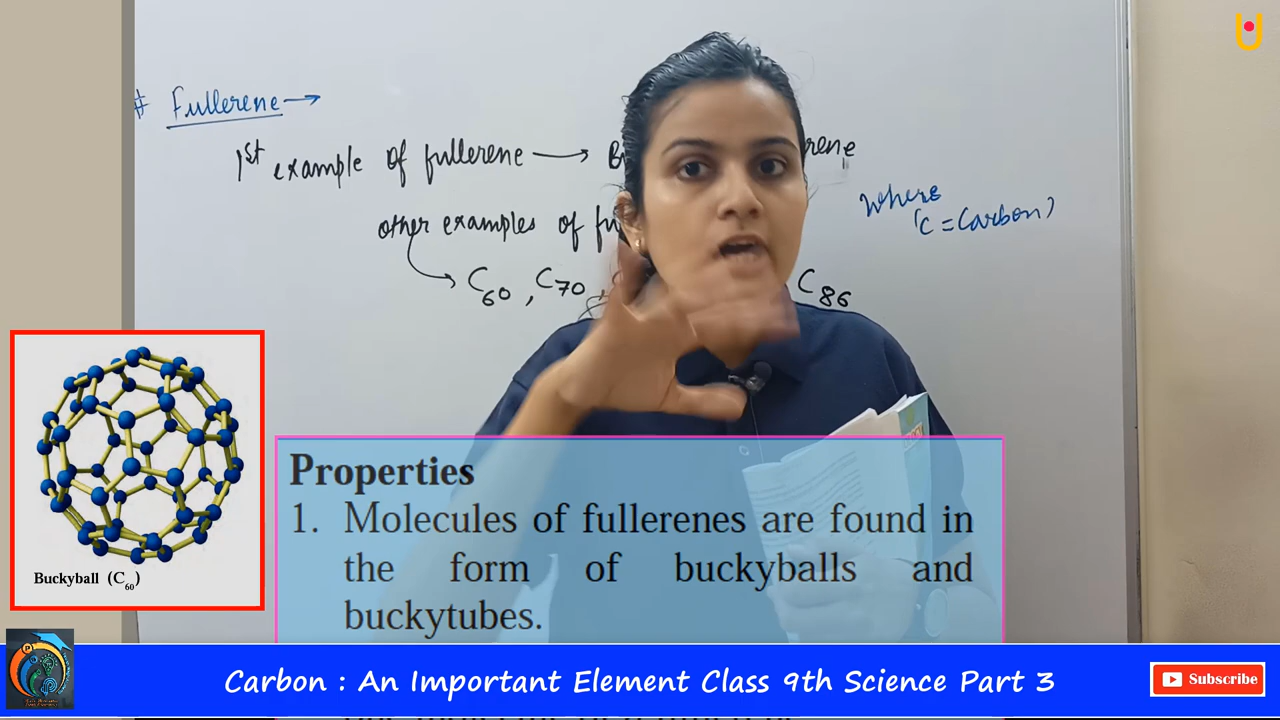 # Fullerene →
1st example of fullerene → B rene
Where
(C = Carbon)
other examples of fu
C60 , C70 , C86
Buckyball (C60)
Properties
1. Molecules of fullerenes are found in
the form of buckyballs and
buckytubes.
Carbon : An Important Element Class 9th Science Part 3
Subscribe